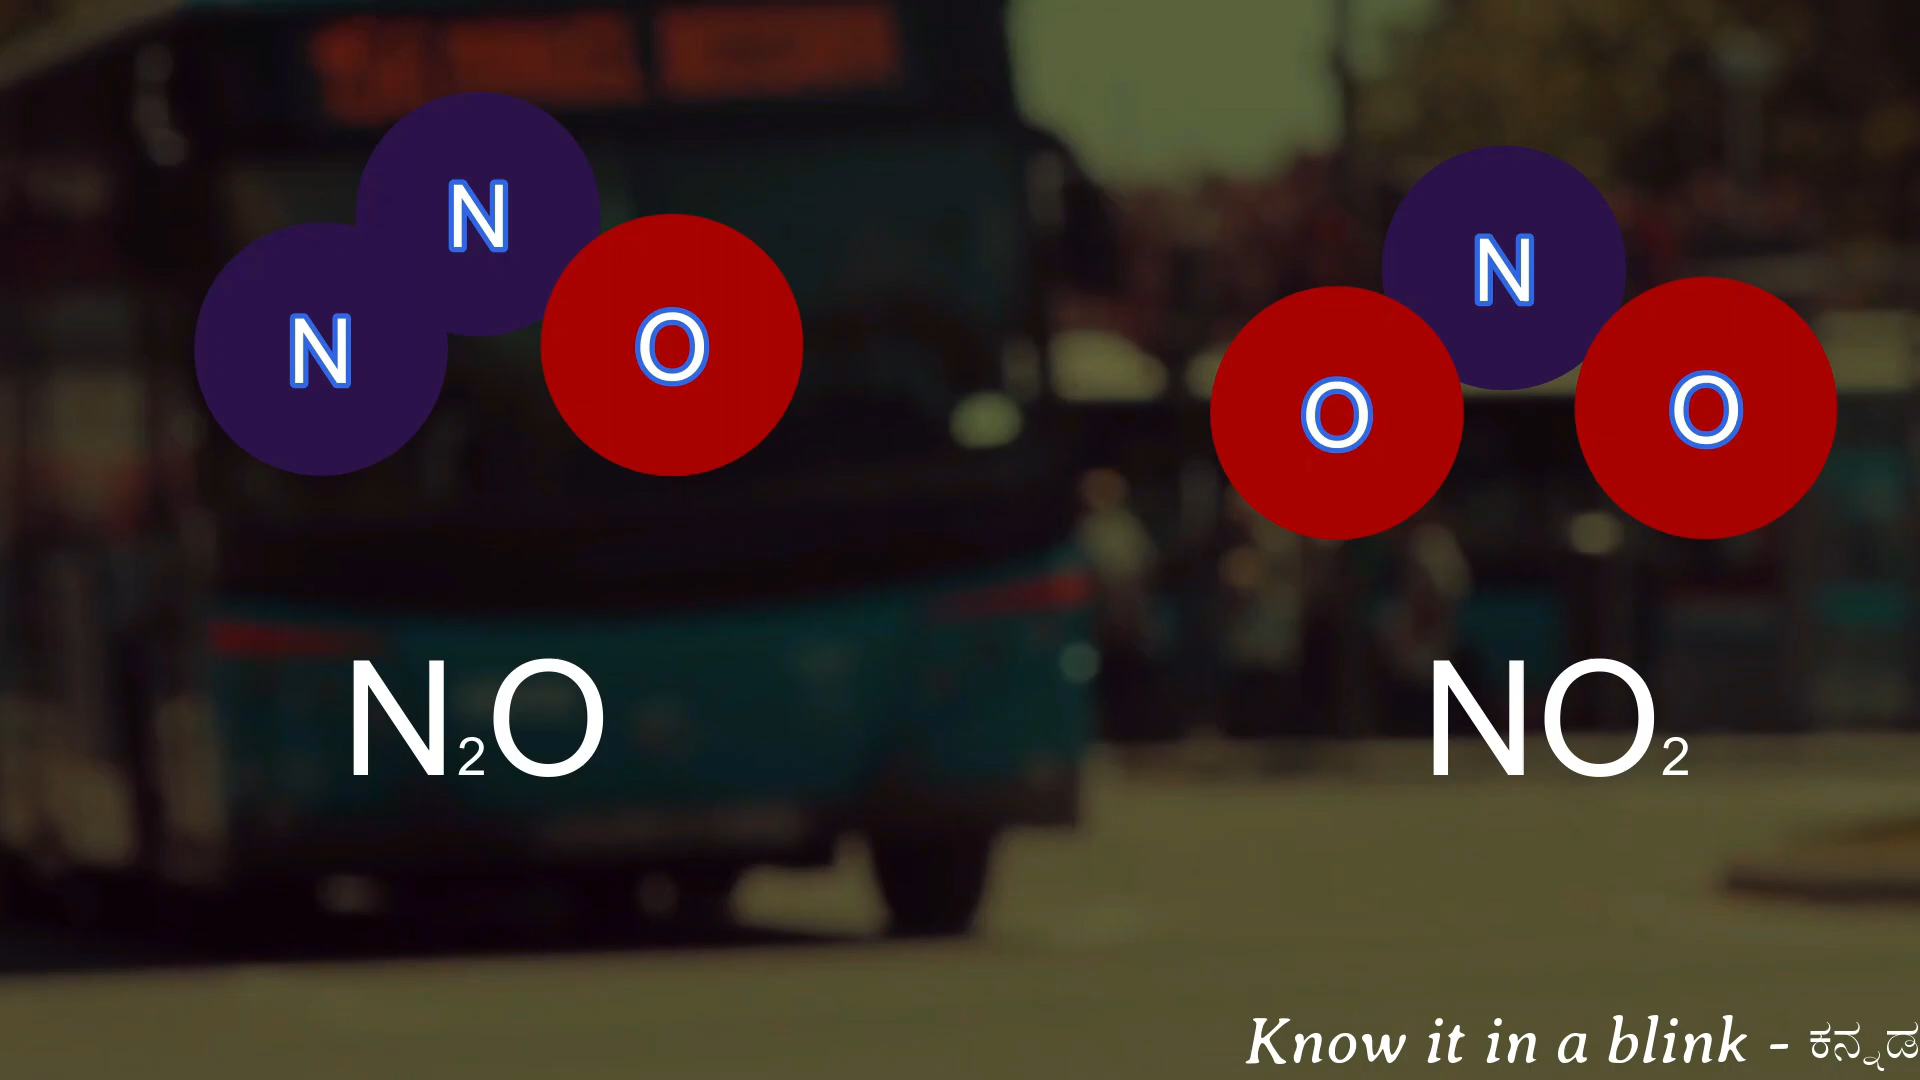 N
N
O
N
O
O
N₂O
NO₂
Know it in a blink - ಕನ್ನಡ